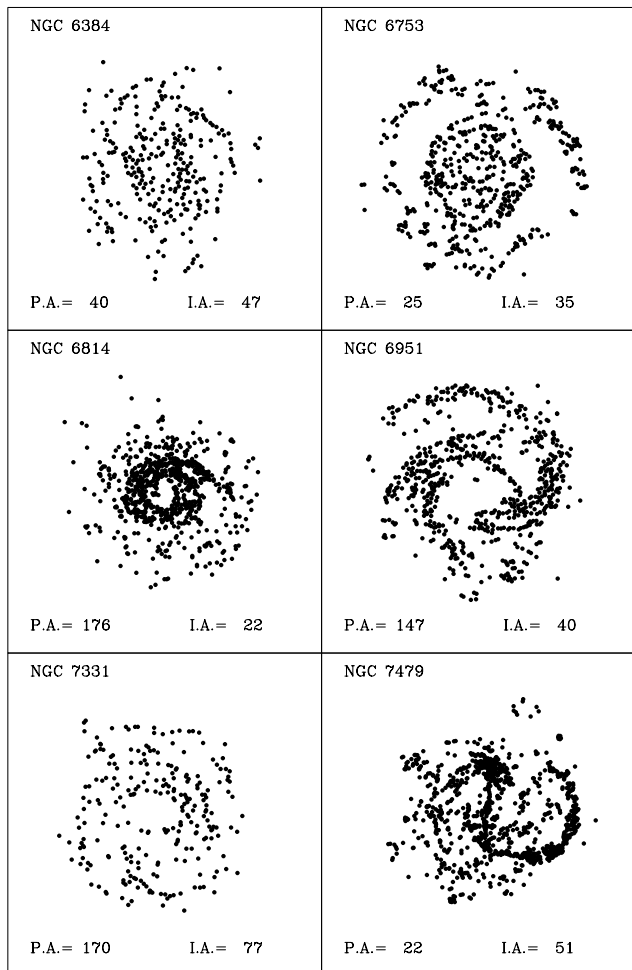 NGC 6384
NGC 6753
P.A.= 40 I.A.= 47
P.A.= 25 I.A.= 35
NGC 6814
NGC 6951
P.A.= 176 I.A.= 22
P.A.= 147 I.A.= 40
NGC 7331
NGC 7479
P.A.= 170 I.A.= 77
P.A.= 22 I.A.= 51